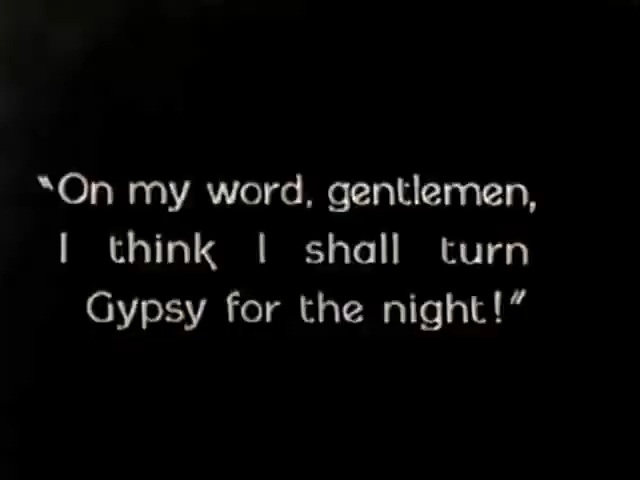 "On my word, gentlemen,
I think I shall turn
Gypsy for the night!"